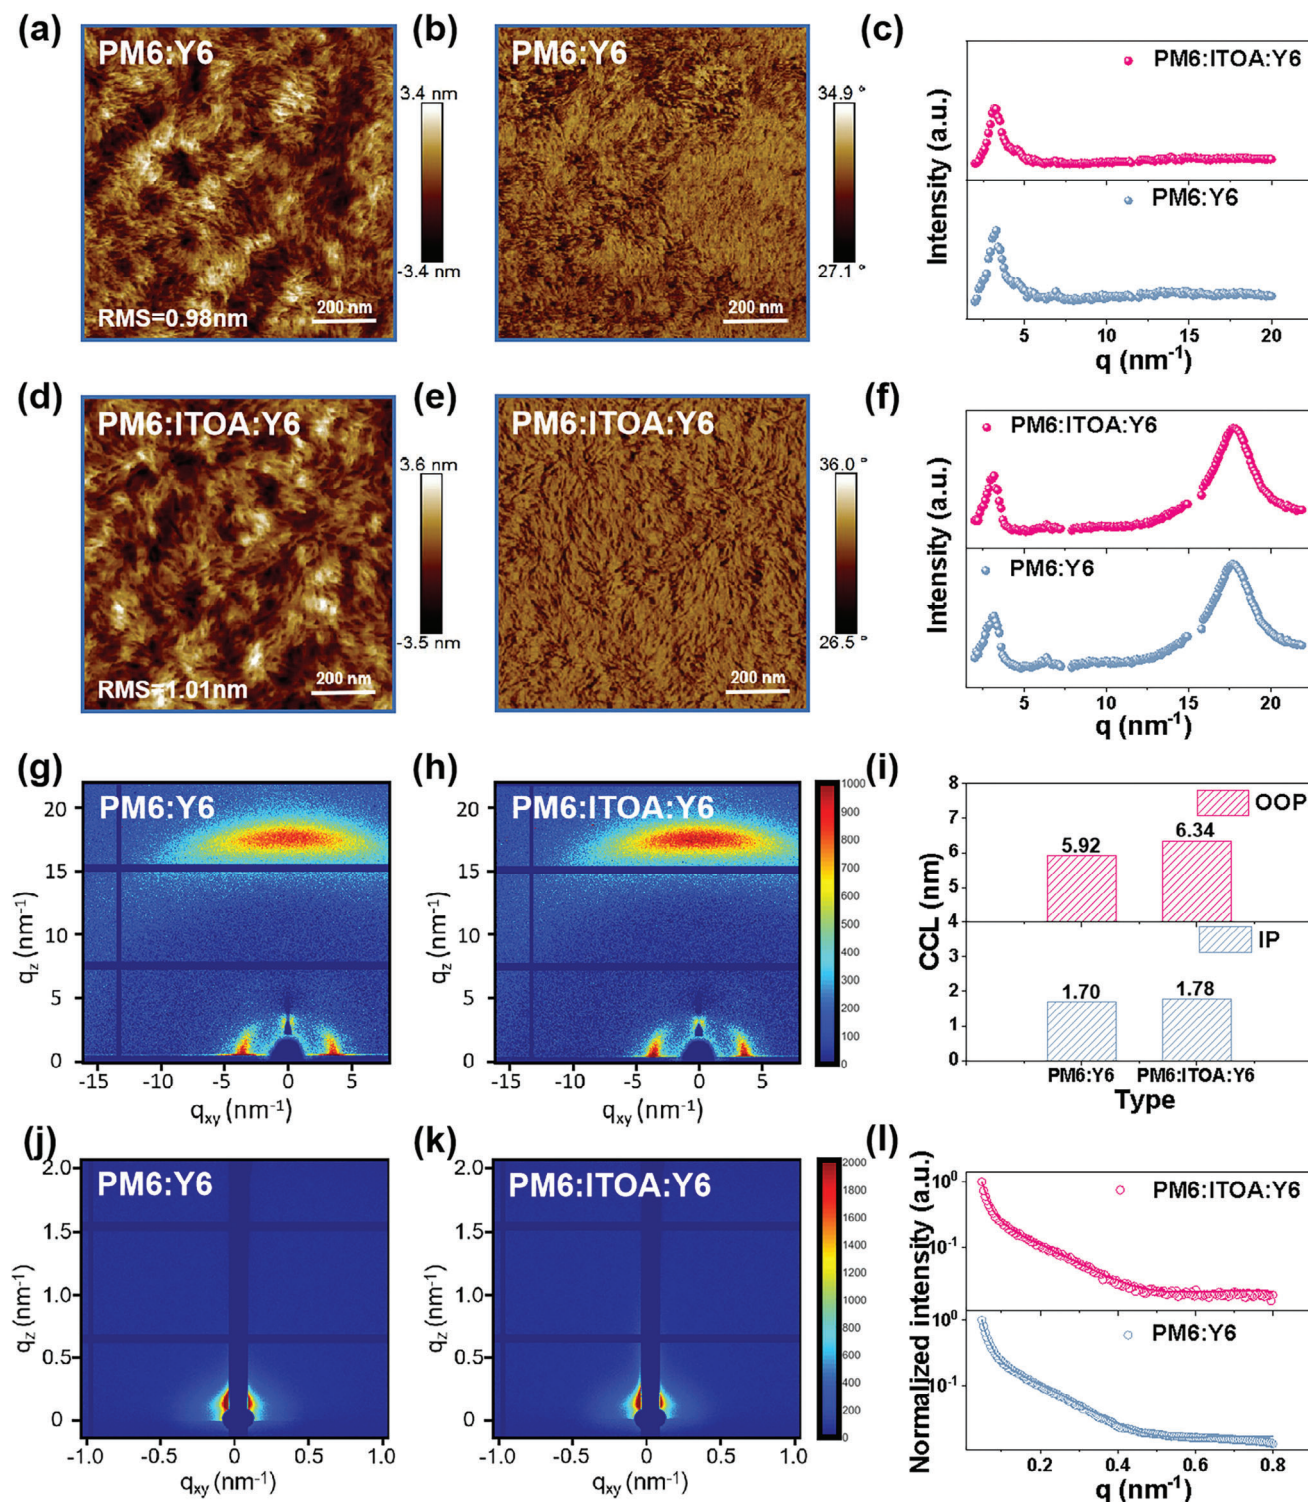 (a)
PM6:Y6
RMS=0.98nm
200 nm
3.4 nm
-3.4 nm
(b)
PM6:Y6
200 nm
34.9 °
27.1 °
(c)
PM6:ITOA:Y6
PM6:Y6
Intensity (a.u.)
5 10 15 20
q (nm⁻¹)
(d)
PM6:ITOA:Y6
RMS=1.01nm
200 nm
3.6 nm
-3.5 nm
(e)
PM6:ITOA:Y6
200 nm
36.0 °
26.5 °
(f)
PM6:ITOA:Y6
PM6:Y6
Intensity (a.u.)
5 10 15 20
q (nm⁻¹)
(g)
PM6:Y6
20
15
10
5
0
qz (nm⁻¹)
-15 -10 -5 0 5
qxy (nm⁻¹)
(h)
PM6:ITOA:Y6
20
15
10
5
0
qz (nm⁻¹)
-15 -10 -5 0 5
qxy (nm⁻¹)
1000
900
800
700
600
500
400
300
200
100
0
(i)
OOP
8
7
6
5
4
5.92
6.34
IP
3
2
1
0
1.70
1.78
CCL (nm)
PM6:Y6 PM6:ITOA:Y6
Type
(j)
PM6:Y6
2.0
1.5
1.0
0.5
0
qz (nm⁻¹)
-1.0 -0.5 0 0.5 1.0
qxy (nm⁻¹)
(k)
PM6:ITOA:Y6
2.0
1.5
1.0
0.5
0
qz (nm⁻¹)
-1.0 -0.5 0 0.5 1.0
qxy (nm⁻¹)
2000
1800
1600
1400
1200
1000
800
600
400
200
0
(l)
PM6:ITOA:Y6
10⁰
10⁻¹
PM6:Y6
10⁰
10⁻¹
Normalized intensity (a.u.)
0.2 0.4 0.6 0.8
q (nm⁻¹)